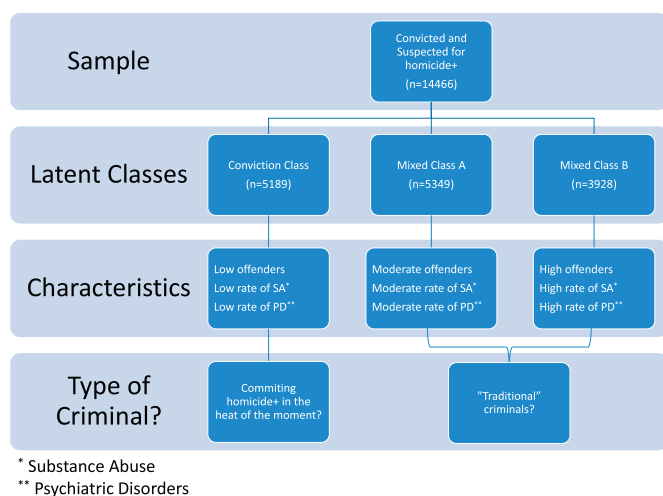 Sample
Convicted and
Suspected for
homicide+
(n=14466)
Latent Classes
Conviction Class
(n=5189)
Mixed Class A
(n=5349)
Mixed Class B
(n=3928)
Characteristics
Low offenders
Low rate of SA*
Low rate of PD**
Moderate offenders
Moderate rate of SA*
Moderate rate of PD**
High offenders
High rate of SA*
High rate of PD**
Type of
Criminal?
Commiting
homicide+ in the
heat of the moment?
”Traditional”
criminals?
* Substance Abuse
** Psychiatric Disorders